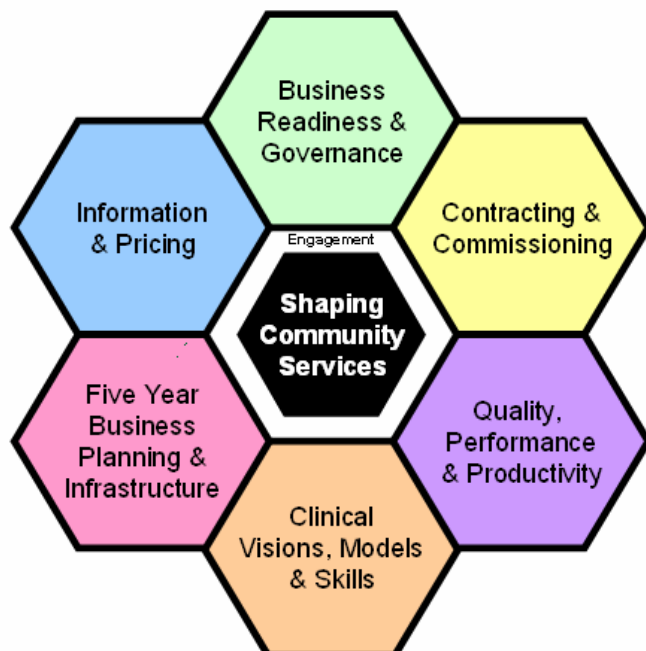 Business
Readiness &
Governance
Information
& Pricing
Contracting &
Commissioning
Engagement
Shaping
Community
Services
Five Year
Business
Planning &
Infrastructure
Quality,
Performance
& Productivity
Clinical
Visions, Models
& Skills